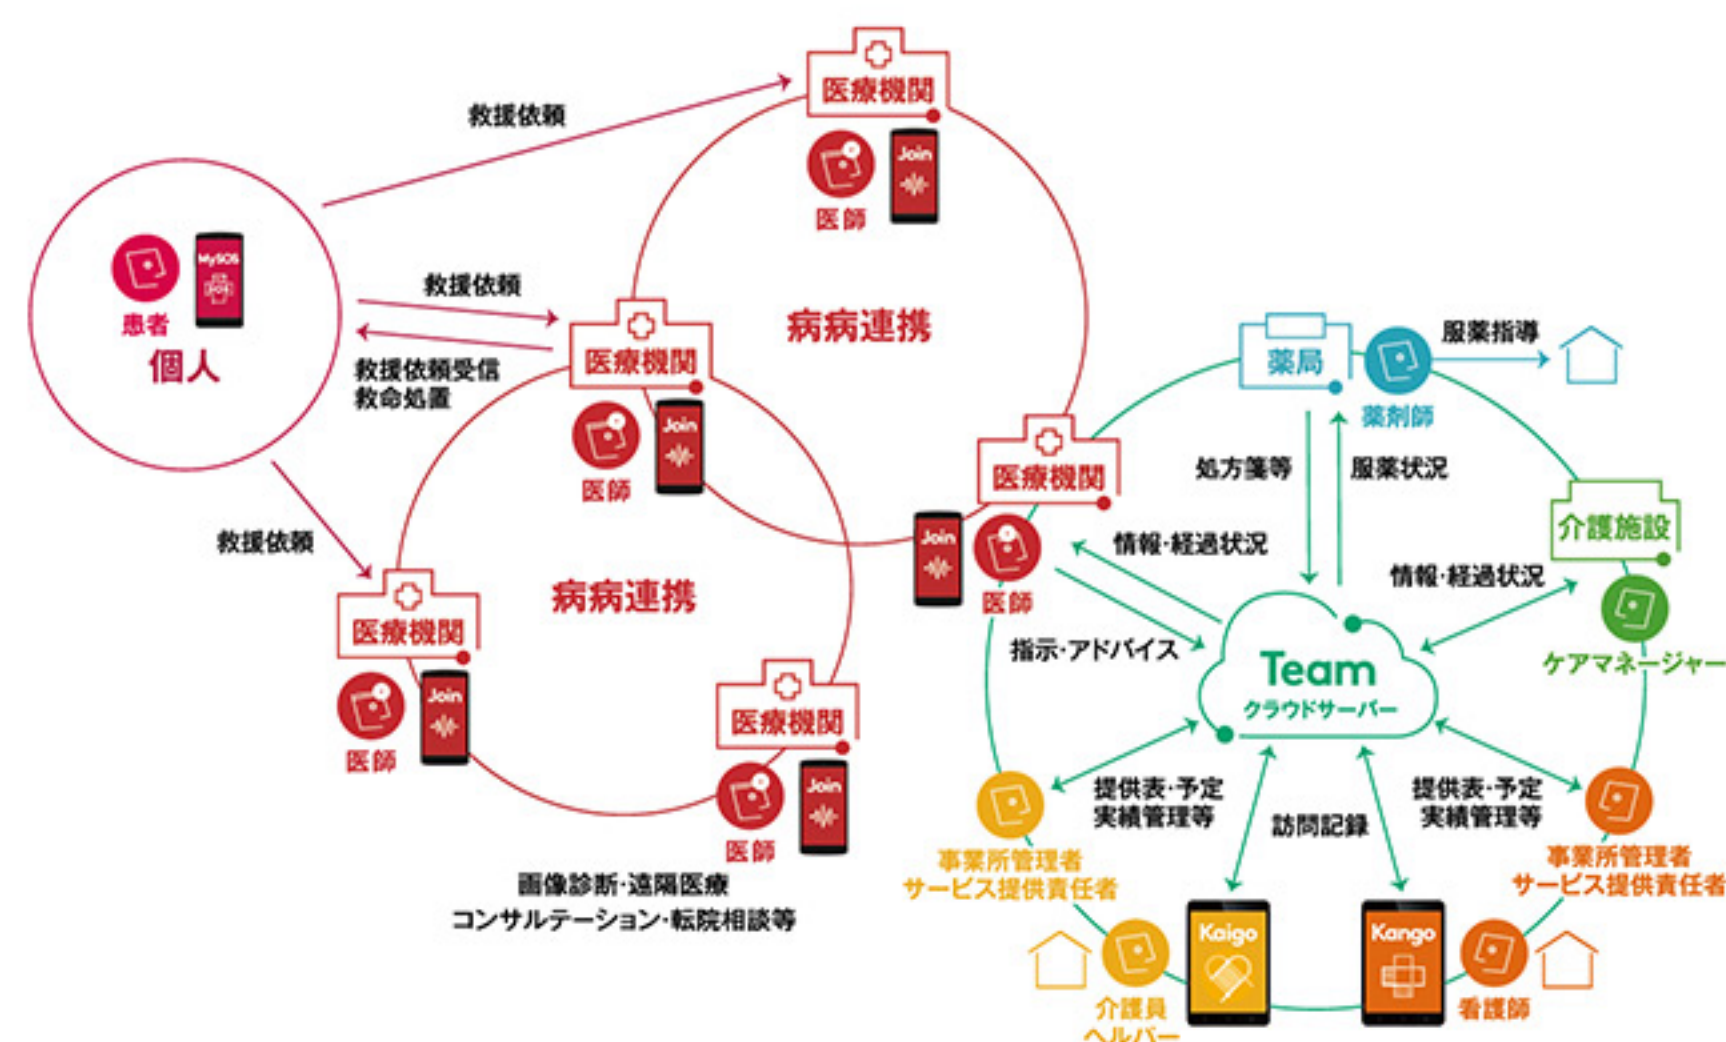 医療機関
Join
医師
救援依頼
MySOS
患者
個人
救援依頼
救援依頼受信
救命処置
医療機関
Join
医師
病病連携
救援依頼
医療機関
Join
医師
病病連携
医療機関
Join
医師
画像診断・遠隔医療
コンサルテーション・転院相談等
医療機関
Join
医師
薬局
薬剤師
服薬指導
処方箋等
服薬状況
介護施設
ケアマネージャー
情報・経過状況
情報・経過状況
指示・アドバイス
Team
クラウドサーバー
提供表・予定
実績管理等
訪問記録
提供表・予定
実績管理等
事業所管理者
サービス提供責任者
事業所管理者
サービス提供責任者
介護員
ヘルパー
Kaigo
Kango
看護師